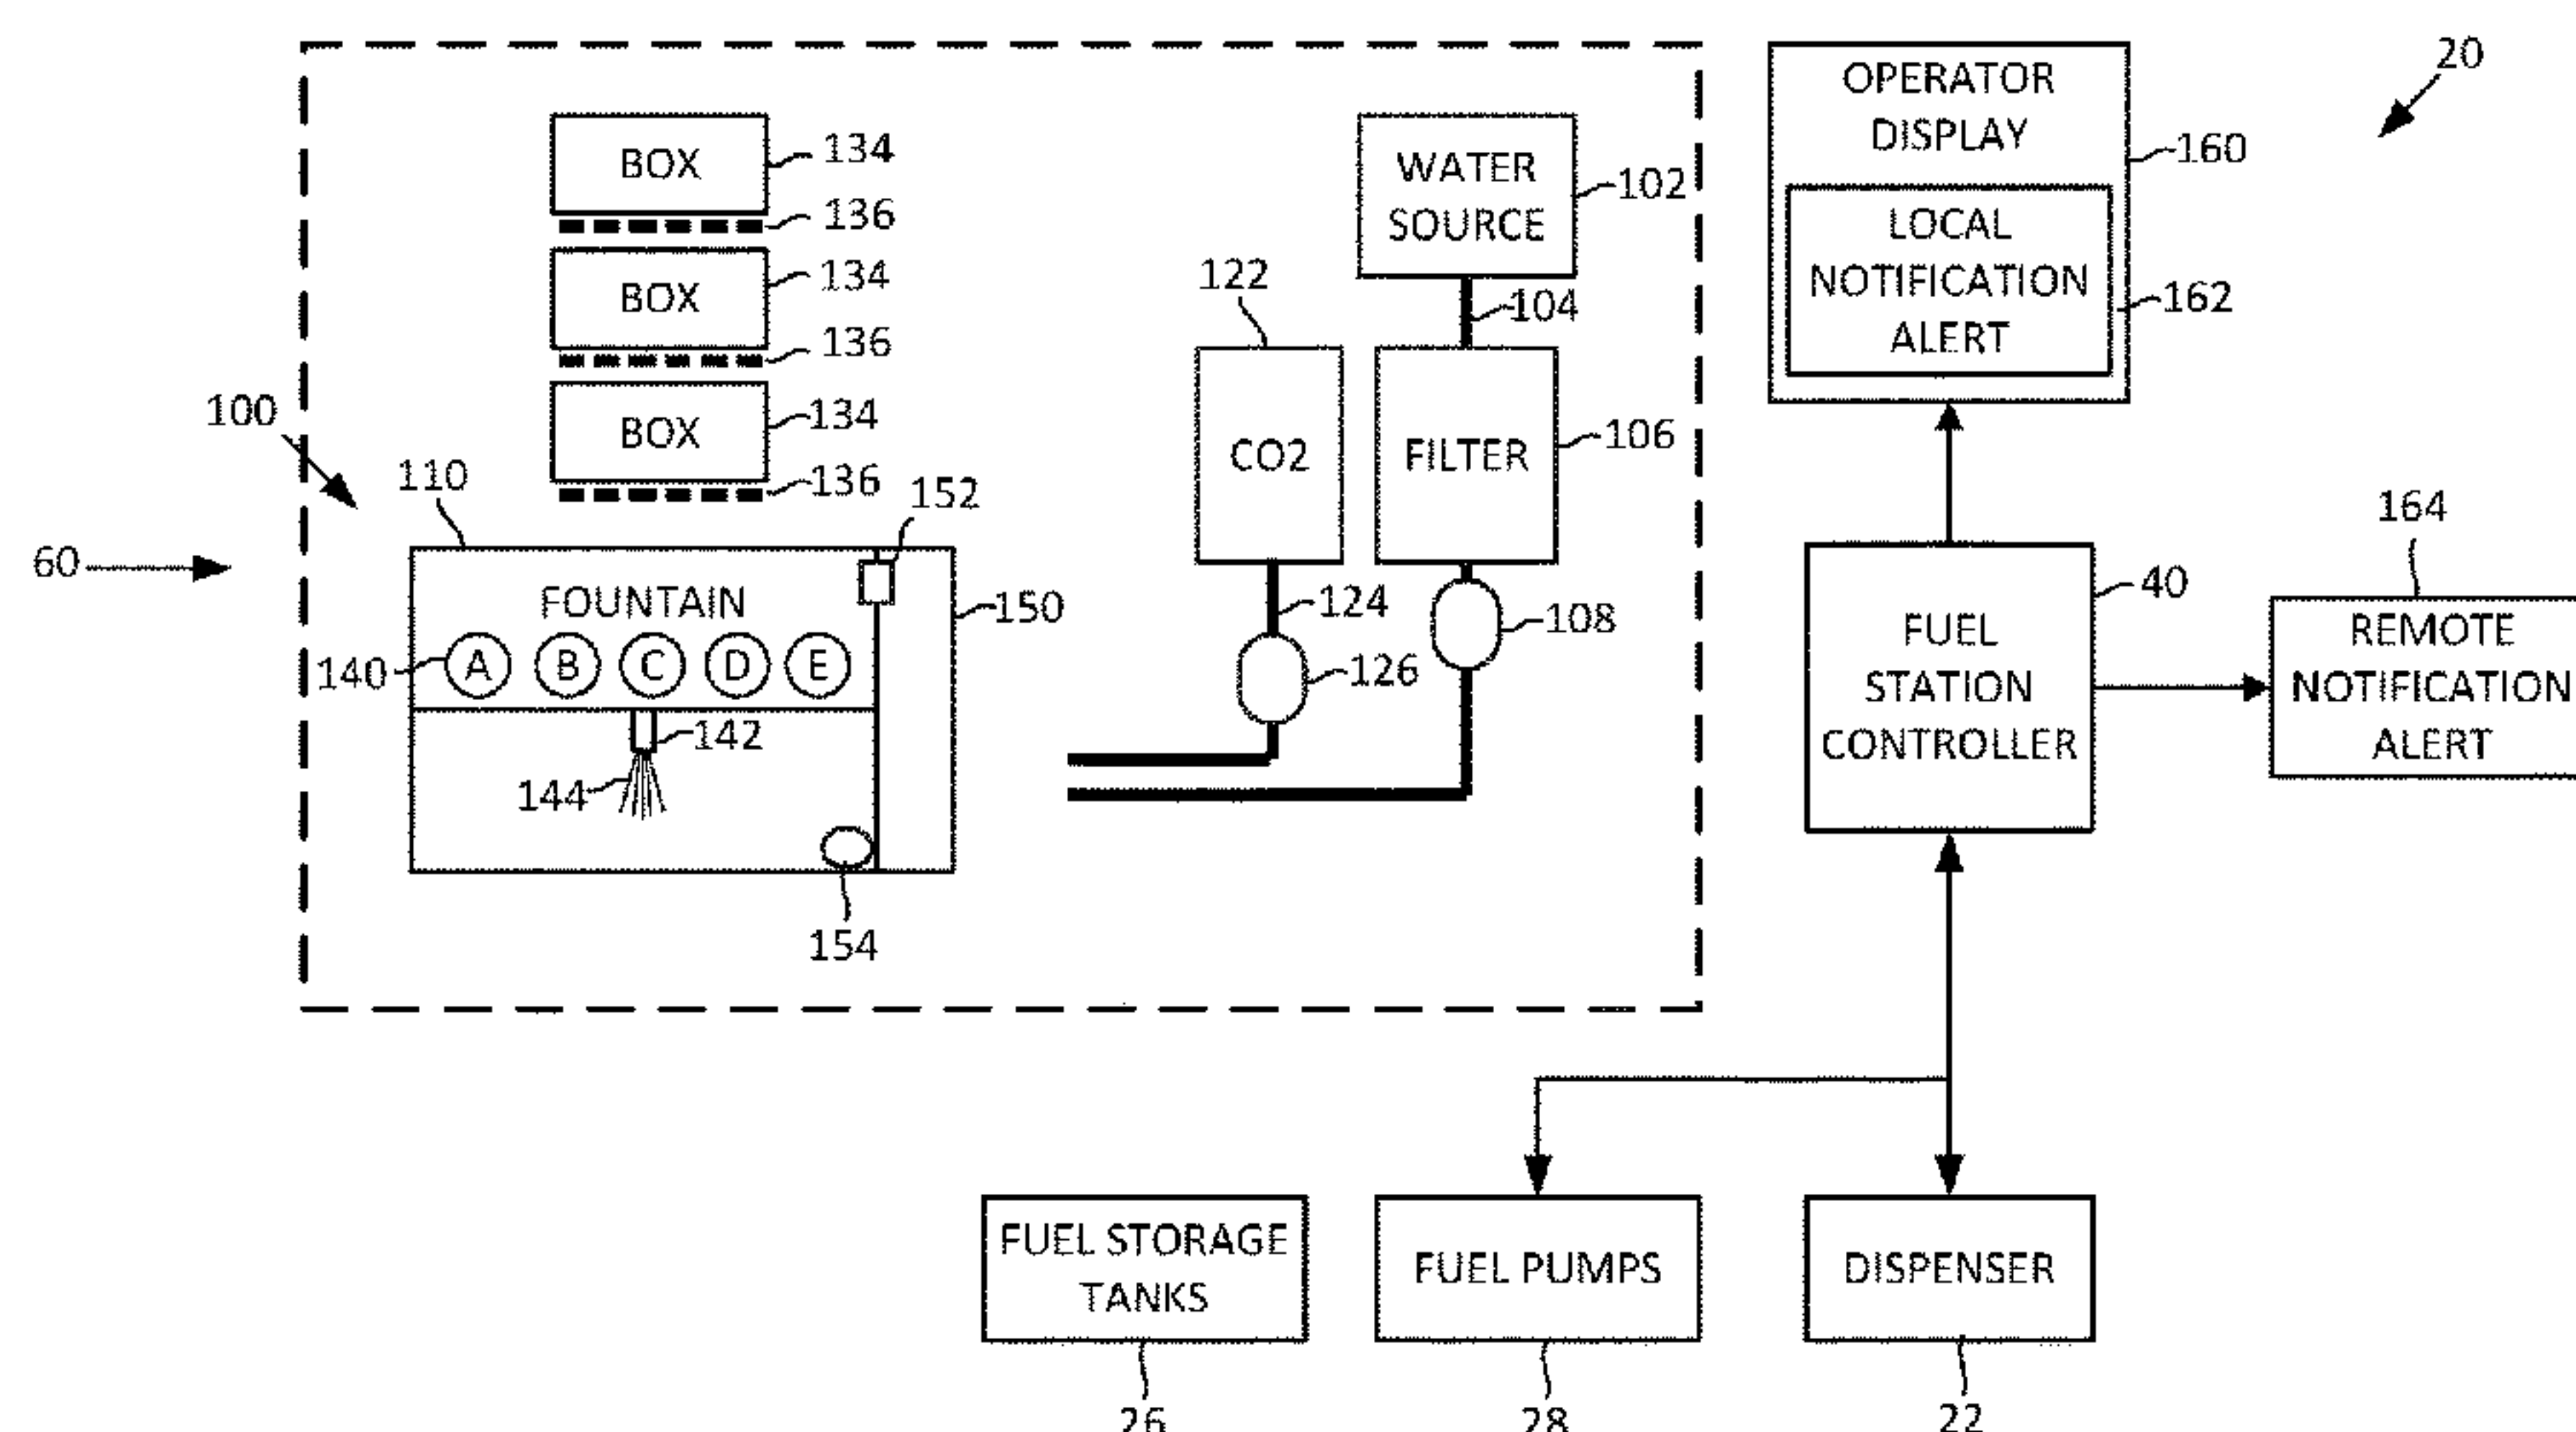 20
OPERATOR
DISPLAY
160
LOCAL
NOTIFICATION
ALERT
162
BOX
134
136
BOX
134
136
BOX
134
136
WATER
SOURCE
102
104
122
CO2
FILTER
106
124
126
108
100
60
110
152
FOUNTAIN
150
140
A B C D E
142
144
154
40
FUEL
STATION
CONTROLLER
164
REMOTE
NOTIFICATION
ALERT
FUEL STORAGE
TANKS
26
FUEL PUMPS
28
DISPENSER
22